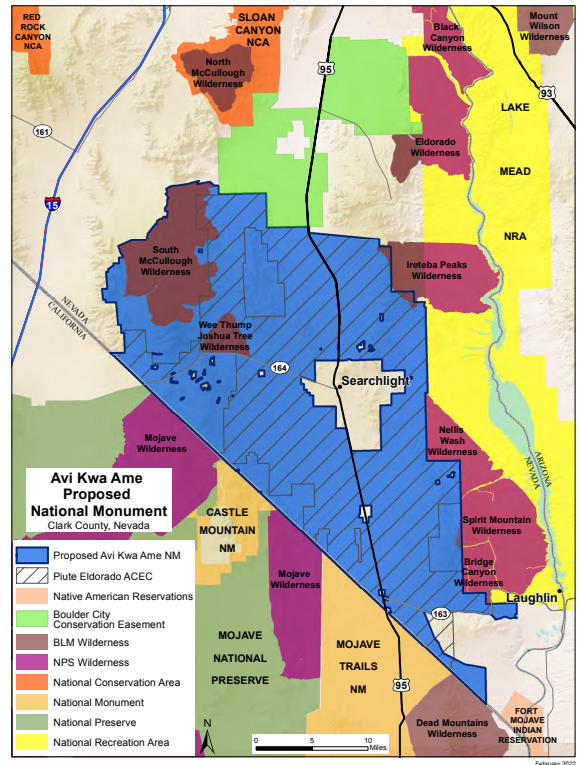 RED
ROCK
CANYON
NCA
SLOAN
CANYON
NCA
North
McCullough
Wilderness
95
Black
Canyon
Wilderness
Mount
Wilson
Wilderness
93
161
LAKE
MEAD
NRA
Eldorado
Wilderness
15
South
McCullough
Wilderness
Ireteba Peaks
Wilderness
NEVADA
CALIFORNIA
Wee Thump
Joshua Tree
Wilderness
164
Searchlight
Mojave
Wilderness
Nellis
Wash
Wilderness
ARIZONA
NEVADA
Avi Kwa Ame
Proposed
National Monument
Clark County, Nevada
CASTLE
MOUNTAIN
NM
Spirit Mountain
Wilderness
Bridge
Canyon
Wilderness
Laughlin
Mojave
Wilderness
163
MOJAVE
NATIONAL
PRESERVE
MOJAVE
TRAILS
NM
95
Dead Mountains
Wilderness
FORT
MOJAVE
INDIAN
RESERVATION
Proposed Avi Kwa Ame NM
Piute Eldorado ACEC
Native American Reservations
Boulder City
Conservation Easement
BLM Wilderness
NPS Wilderness
National Conservation Area
National Monument
National Preserve
National Recreation Area
N
0 5 10
Miles
February 2022